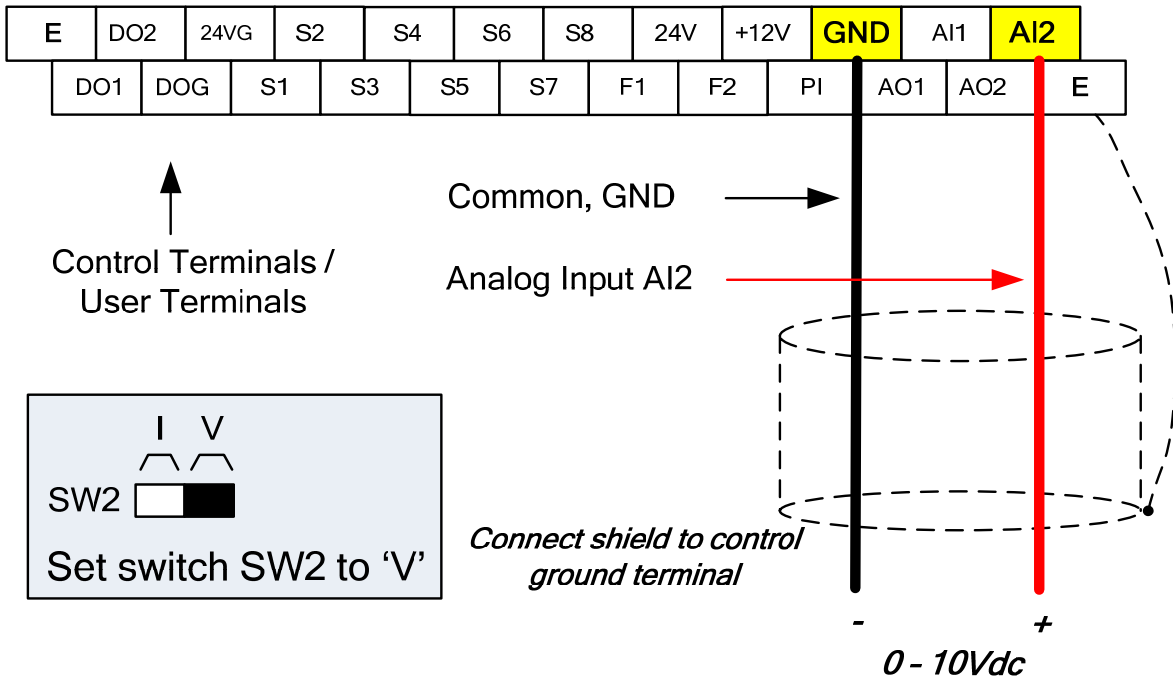 E DO2 24VG S2 S4 S6 S8 24V +12V GND AI1 AI2
DO1 DOG S1 S3 S5 S7 F1 F2 PI AO1 AO2 E
Common, GND
Control Terminals /
User Terminals
Analog Input AI2
I V
SW2
Set switch SW2 to ‘V’
Connect shield to control
ground terminal
- +
0 - 10Vdc